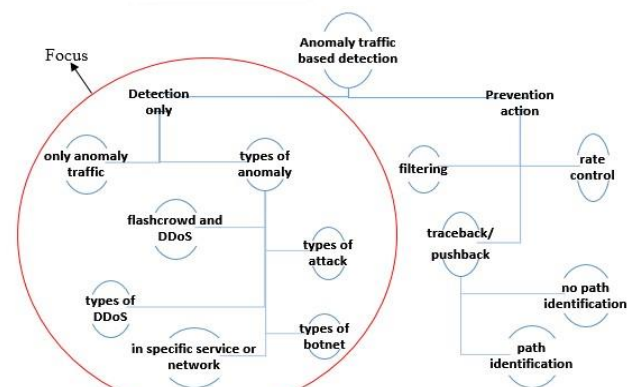 Anomaly traffic
based detection
Focus
Detection
only
Prevention
action
only anomaly
traffic
types of
anomaly
filtering
rate
control
flashcrowd and
DDoS
types of
attack
traceback/
pushback
types of
DDoS
no path
identification
types of
botnet
in specific service or
network
path
identification